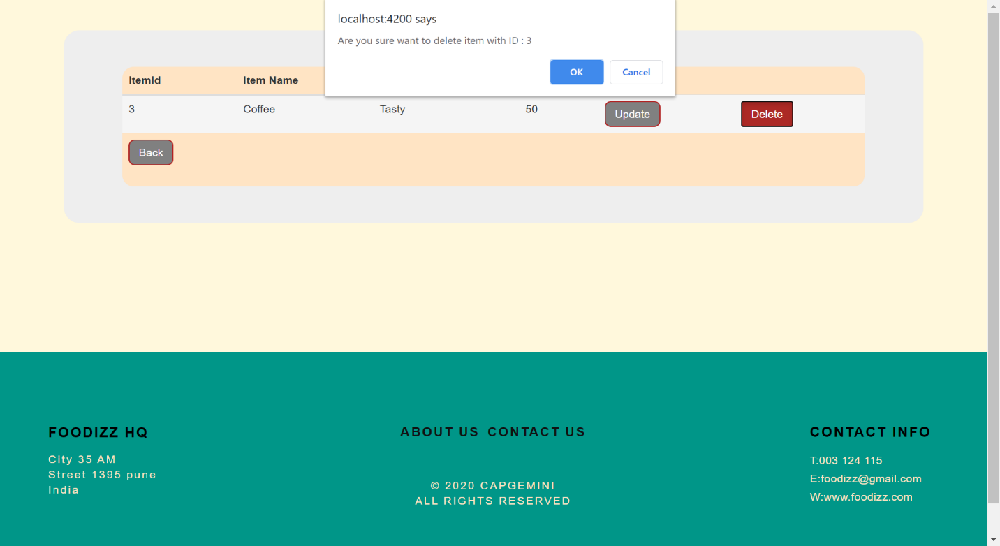 localhost:4200 says
Are you sure want to delete item with ID : 3
OK Cancel
ItemId Item Name
3 Coffee Tasty 50 Update Delete
Back
FOODIZZ HQ
City 35 AM
Street 1395 pune
India
ABOUT US CONTACT US
© 2020 CAPGEMINI
ALL RIGHTS RESERVED
CONTACT INFO
T:003 124 115
E:foodizz@gmail.com
W:www.foodizz.com